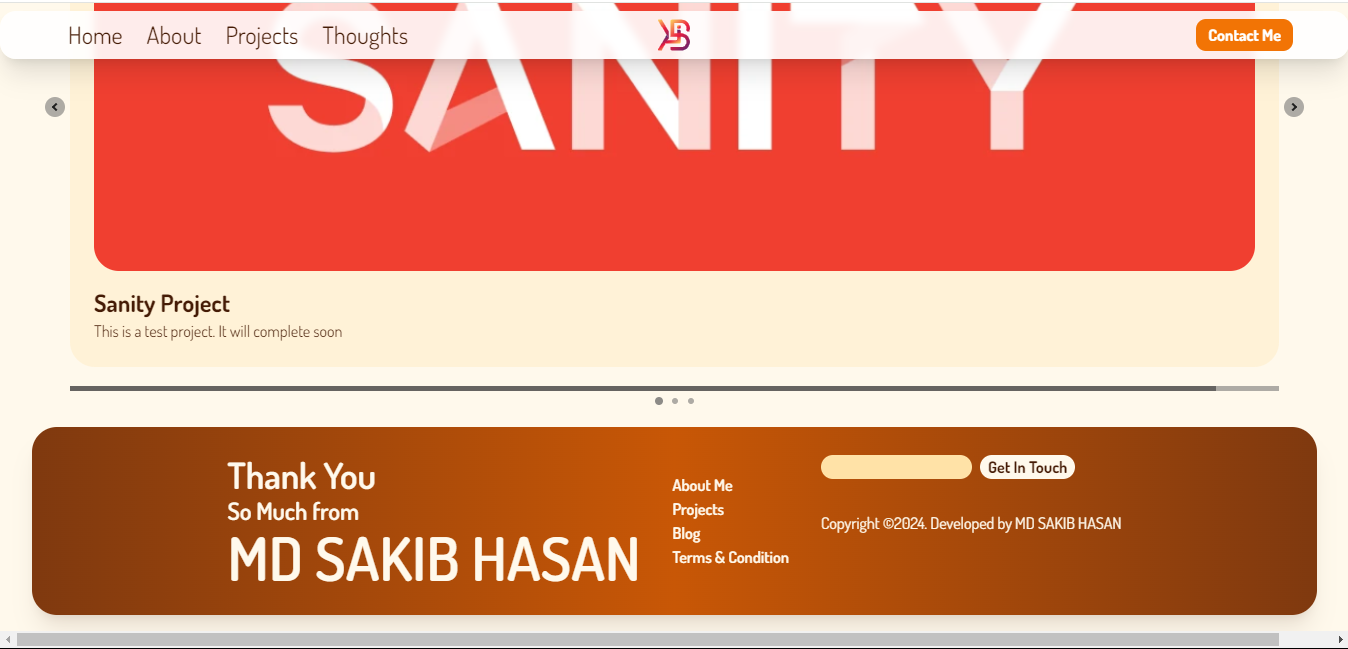 Home About Projects Thoughts Contact Me
SANITY
Sanity Project
This is a test project. It will complete soon
Thank You
So Much from
MD SAKIB HASAN
About Me
Projects
Blog
Terms & Condition
Get In Touch
Copyright ©2024. Developed by MD SAKIB HASAN